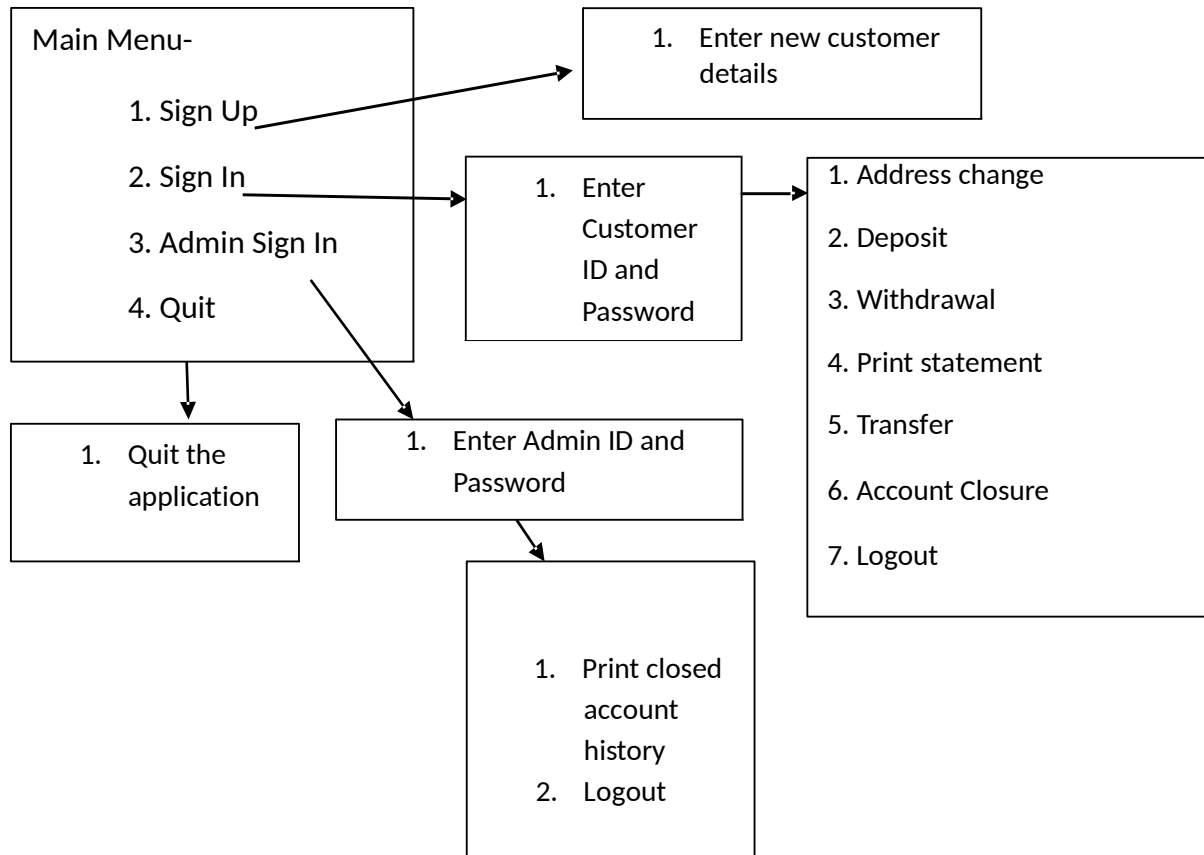 Main Menu-
1. Sign Up
2. Sign In
3. Admin Sign In
4. Quit
1. Enter new customer
details
1. Enter
Customer
ID and
Password
1. Address change
2. Deposit
3. Withdrawal
4. Print statement
5. Transfer
6. Account Closure
7. Logout
1. Quit the
application
1. Enter Admin ID and
Password
1. Print closed
account
history
2. Logout